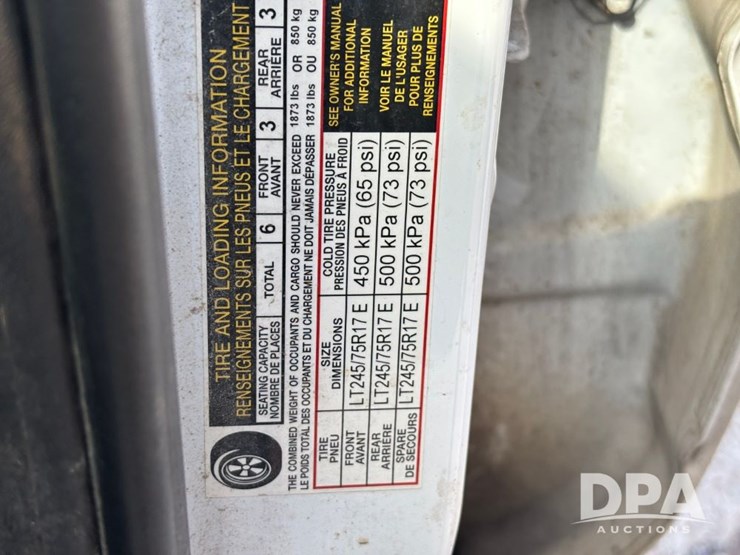 TIRE AND LOADING INFORMATION
RENSEIGNEMENTS SUR LES PNEUS ET LE CHARGEMENT
SEATING CAPACITY
NOMBRE DE PLACES
TOTAL 6
FRONT
AVANT
3
REAR
ARRIÈRE
3
THE COMBINED WEIGHT OF OCCUPANTS AND CARGO SHOULD NEVER EXCEED 1873 lbs OR 850 kg
LE POIDS TOTAL DES OCCUPANTS ET DU CHARGEMENT NE DOIT JAMAIS DÉPASSER 1873 lbs OU 850 kg
TIRE
PNEU
SIZE
DIMENSIONS
COLD TIRE PRESSURE
PRESSION DES PNEUS À FROID
FRONT
AVANT
LT245/75R17 E
450 kPa (65 psi)
REAR
ARRIÈRE
LT245/75R17 E
500 kPa (73 psi)
SPARE
DE SECOURS
LT245/75R17 E
500 kPa (73 psi)
SEE OWNER'S MANUAL
FOR ADDITIONAL
INFORMATION
VOIR LE MANUEL
DE L'USAGER
POUR PLUS DE
RENSEIGNEMENTS
DPA
AUCTIONS